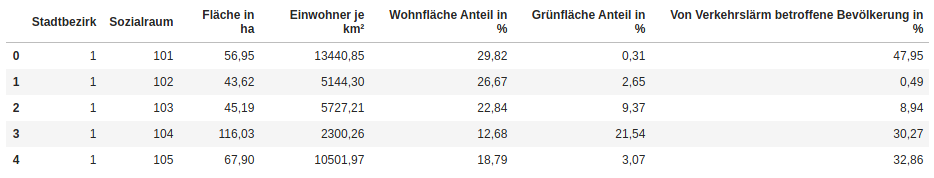 Stadtbezirk Sozialraum Fläche in ha Einwohner je km² Wohnfläche Anteil in % Grünfläche Anteil in % Von Verkehrslärm betroffene Bevölkerung in %
0 1 101 56,95 13440,85 29,82 0,31 47,95
1 1 102 43,62 5144,30 26,67 2,65 0,49
2 1 103 45,19 5727,21 22,84 9,37 8,94
3 1 104 116,03 2300,26 12,68 21,54 30,27
4 1 105 67,90 10501,97 18,79 3,07 32,86